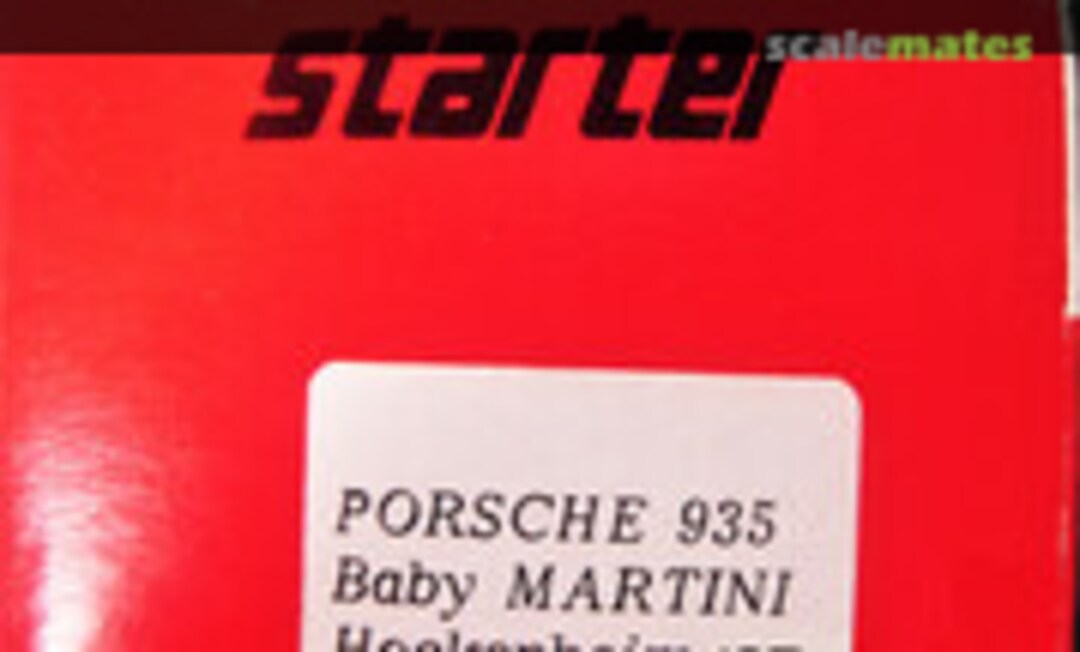 starter
scalemates
PORSCHE 935
Baby MARTINI